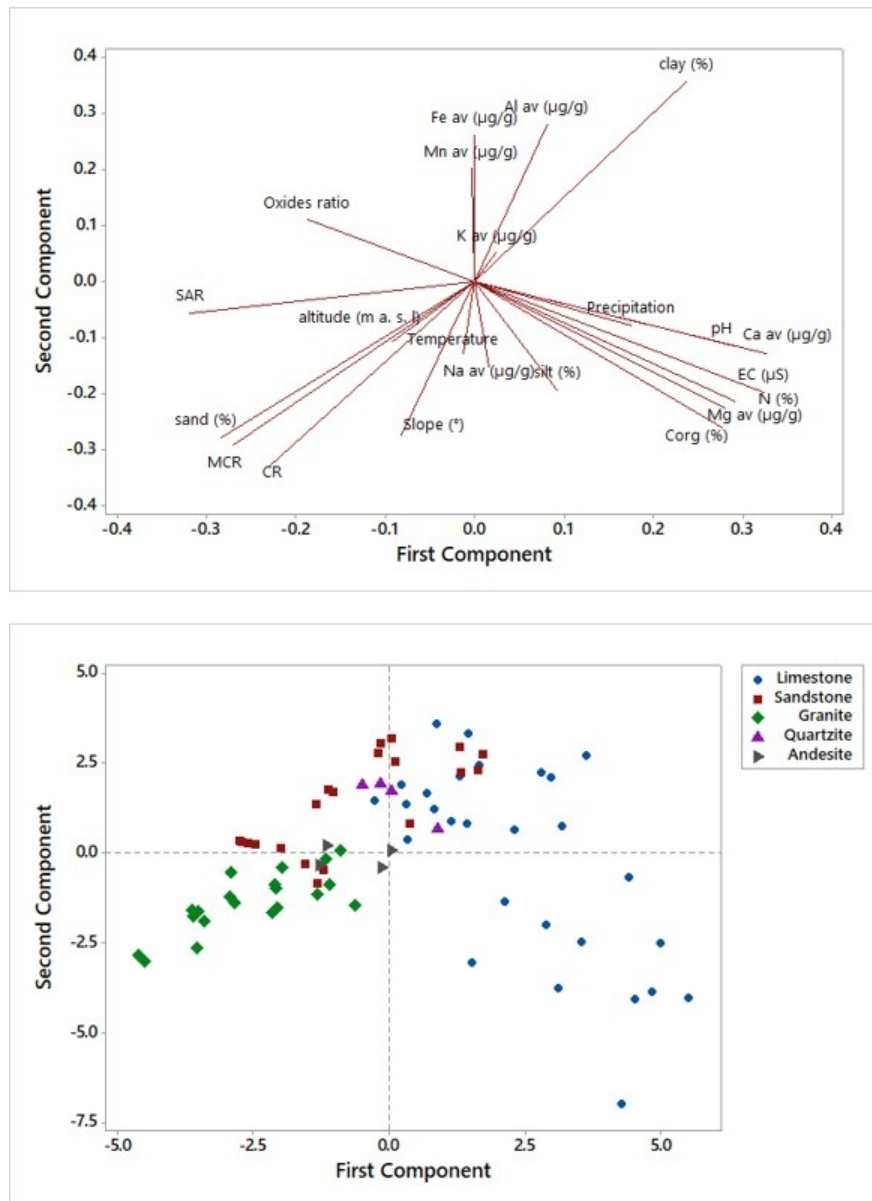 0.4
clay (%)
Al av (µg/g)
0.3
Fe av (µg/g)
Mn av (µg/g)
0.2
Oxides ratio
0.1
K av (µg/g)
0.0
SAR
altitude (m a. s. l)
Precipitation
-0.1
Temperature
pH
Ca av (µg/g)
Na av (µg/g)
silt (%)
EC (µS)
-0.2
N (%)
sand (%)
Slope (°)
Mg av (µg/g)
Corg (%)
-0.3
MCR
CR
-0.4
-0.4 -0.3 -0.2 -0.1 0.0 0.1 0.2 0.3 0.4
First Component
Second Component
5.0
2.5
0.0
-2.5
-5.0
-7.5
-5.0 -2.5 0.0 2.5 5.0
First Component
Second Component
Limestone
Sandstone
Granite
Quartzite
Andesite